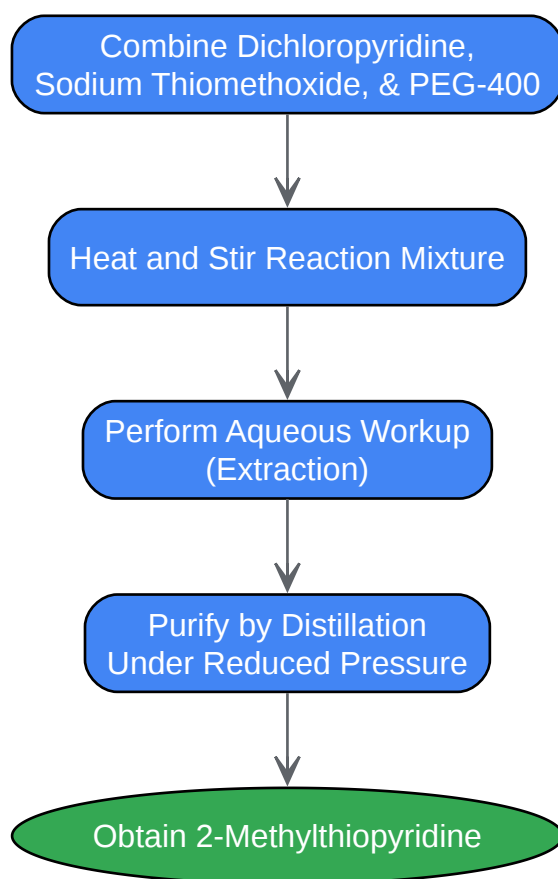 Combine Dichloropyridine,
Sodium Thiomethoxide, & PEG-400
Heat and Stir Reaction Mixture
Perform Aqueous Workup
(Extraction)
Purify by Distillation
Under Reduced Pressure
Obtain 2-Methylthiopyridine